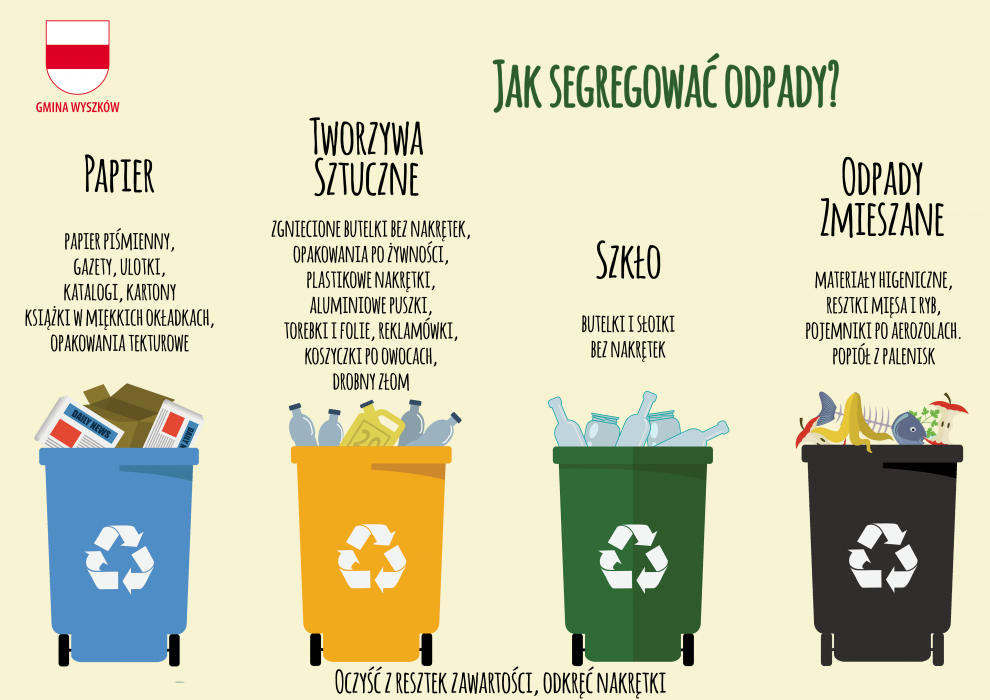 GMINA WYSZKÓW
JAK SEGREGOWAĆ ODPADY?
PAPIER
PAPIER PIŚMIENNY,
GAZETY, ULOTKI,
KATALOGI, KARTONY
KSIĄŻKI W MIĘKKICH OKŁADKACH,
OPAKOWANIA TEKTUROWE
TWORZYWA
SZTUCZNE
ZGNIECIONE BUTELKI BEZ NAKRĘTEK,
OPAKOWANIA PO ŻYWNOŚCI,
PLASTIKOWE NAKRĘTKI,
ALUMINIOWE PUSZKI,
TOREBKI I FOLIE, REKLAMÓWKI,
KOSZYCZKI PO OWOCACH,
DROBNY ZŁOM
SZKŁO
BUTELKI I SŁOIKI
BEZ NAKRĘTEK
ODPADY
ZMIESZANE
MATERIAŁY HIGENICZNE,
RESZTKI MIĘSA I RYB,
POJEMNIKI PO AEROZOLACH.
POPIÓŁ Z PALENISK
DAILY NEWS
DAILY NEWS
OCZYŚĆ Z RESZTEK ZAWARTOŚCI, ODKRĘĆ NAKRĘTKI